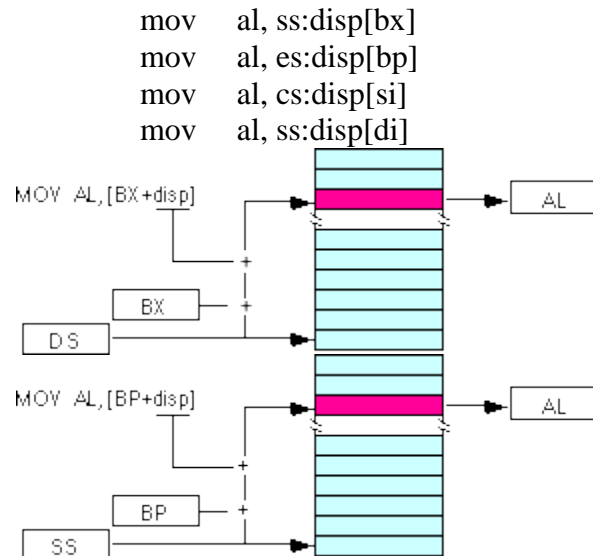 mov al, ss:disp[bx]
mov al, es:disp[bp]
mov al, cs:disp[si]
mov al, ss:disp[di]
MOV AL,[BX+disp]
AL
+
BX
+
DS
MOV AL,[BP+disp]
AL
+
BP
+
SS